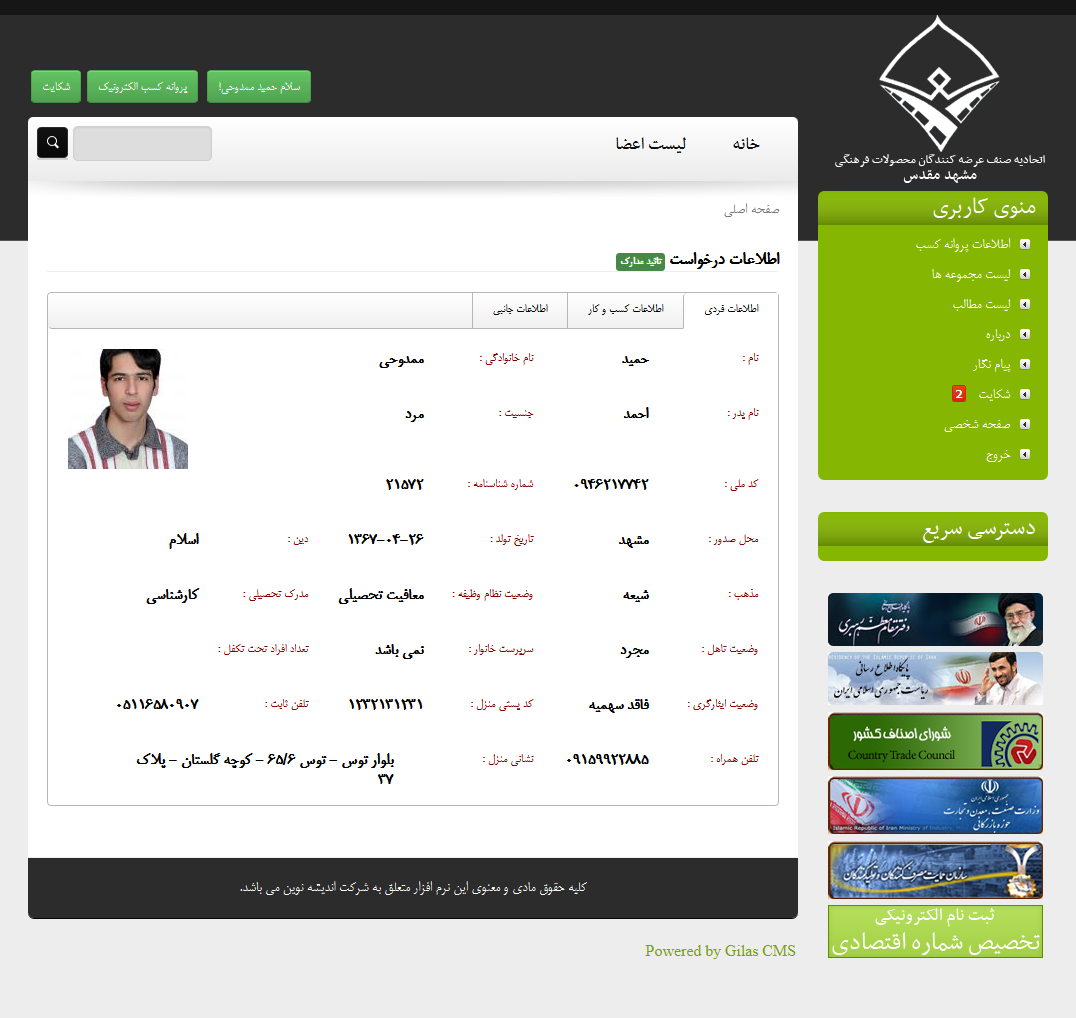 اتحادیه صنف عرضه کنندگان محصولات فرهنگی
مشهد مقدس
سلام حمید ممدوحی!
پروانه کسب الکترونیک
شکایت
خانه
لیست اعضا
صفحه اصلی
اطلاعات درخواست تائید مدارک
اطلاعات فردی
اطلاعات کسب و کار
اطلاعات جانبی
نام : حمید نام خانوادگی : ممدوحی
نام پدر : احمد جنسیت : مرد
کد ملی : ۰۹۴۶۲۱۷۷۴۲ شماره شناسنامه : ۲۱۵۷۲
محل صدور : مشهد تاریخ تولد : ۱۳۶۷-۰۴-۲۶ دین : اسلام
مذهب : شیعه وضعیت نظام وظیفه : معافیت تحصیلی مدرک تحصیلی : کارشناسی
وضعیت تاهل : مجرد سرپرست خانوار : نمی باشد تعداد افراد تحت تکفل :
وضعیت ایثارگری : فاقد سهمیه کد پستی منزل : ۱۲۳۲۱۳۱۲۳۱ تلفن ثابت : ۰۵۱۱۶۵۸۰۹۰۷
تلفن همراه : ۰۹۱۵۹۹۲۲۸۸۵ نشانی منزل : بلوار توس – توس ۶۵/۶ – کوچه گلستان – پلاک
۳۷
کلیه حقوق مادی و معنوی این نرم افزار متعلق به شرکت اندیشه نوین می باشد.
Powered by Gilas CMS
منوی کاربری
اطلاعات پروانه کسب
لیست مجموعه ها
لیست مطالب
درباره
پیام نگار
شکایت 2
صفحه شخصی
خروج
دسترسی سریع
دفتر مقام معظم رهبری
پایگاه اطلاع رسانی
ریاست جمهوری اسلامی ایران
شورای اصناف کشور
Country Trade Council
جمهوری اسلامی ایران
وزارت صنعت، معدن و تجارت
حوزه بازرگانی
Islamic Republic of Iran Ministry of Industry
سازمان حمایت مصرف کنندگان و تولیدکنندگان
ثبت نام الکترونیکی
تخصیص شماره اقتصادی